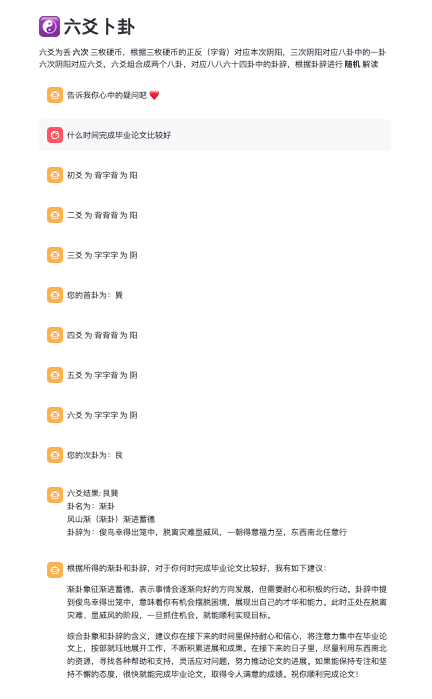 六爻卜卦
六爻为丢 六次 三枚硬币，根据三枚硬币的正反（字背）对应本次阴阳，三次阴阳对应八卦中的一卦
六次阴阳对应六爻，六爻组合成两个八卦，对应八八六十四卦中的卦辞，根据卦辞进行 随机 解读
告诉我你心中的疑问吧 ❤️
什么时间完成毕业论文比较好
初爻 为 背字背 为 阳
二爻 为 背背背 为 阳
三爻 为 字字字 为 阴
您的首卦为：巽
四爻 为 背背背 为 阳
五爻 为 字字背 为 阴
六爻 为 字字字 为 阴
您的次卦为：艮
六爻结果: 艮巽
卦名为：渐卦
风山渐（渐卦）渐进蓄德
卦辞为：俊鸟幸得出笼中，脱离灾难显威风，一朝得意福力至，东西南北任意行
根据所得的渐卦和卦辞，对于你何时完成毕业论文比较好，我有如下建议：
渐卦象征渐进蓄德，表示事情会逐渐向好的方向发展，但需要耐心和积极的行动。卦辞中提
到俊鸟幸得出笼中，意味着你有机会摆脱困境，展现出自己的才华和能力。此时正处在脱离
灾难、显威风的阶段，一旦抓住机会，就能顺利实现目标。
综合卦象和卦辞的含义，建议你在接下来的时间里保持耐心和信心，将注意力集中在毕业论
文上，按部就班地展开工作，不断积累进展和成果。在接下来的日子里，尽量利用东西南北
的资源，寻找各种帮助和支持，灵活应对问题，努力推动论文的进展。如果能保持专注和坚
持不懈的态度，很快就能完成毕业论文，取得令人满意的成绩。祝你顺利完成论文！